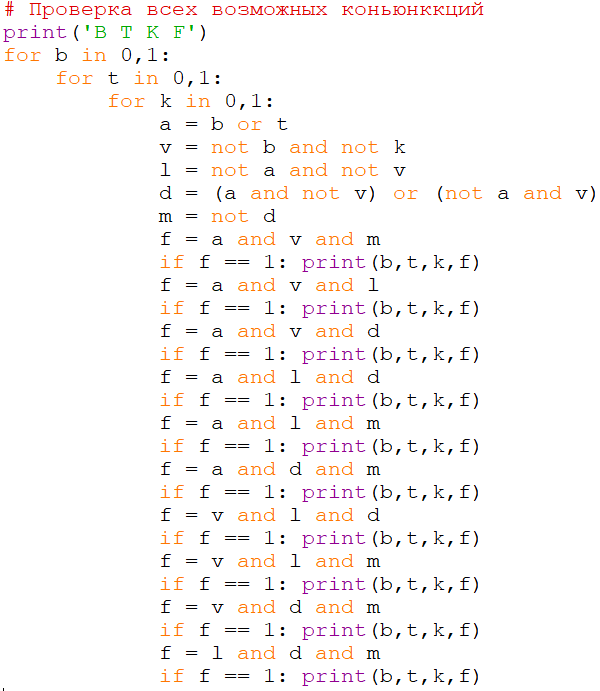 # Проверка всех возможных коньюнккций
print('B T K F')
for b in 0,1:
    for t in 0,1:
        for k in 0,1:
            a = b or t
            v = not b and not k
            l = not a and not v
            d = (a and not v) or (not a and v)
            m = not d
            f = a and v and m
            if f == 1: print(b,t,k,f)
            f = a and v and l
            if f == 1: print(b,t,k,f)
            f = a and v and d
            if f == 1: print(b,t,k,f)
            f = a and l and d
            if f == 1: print(b,t,k,f)
            f = a and l and m
            if f == 1: print(b,t,k,f)
            f = a and d and m
            if f == 1: print(b,t,k,f)
            f = v and l and d
            if f == 1: print(b,t,k,f)
            f = v and l and m
            if f == 1: print(b,t,k,f)
            f = v and d and m
            if f == 1: print(b,t,k,f)
            f = l and d and m
            if f == 1: print(b,t,k,f)